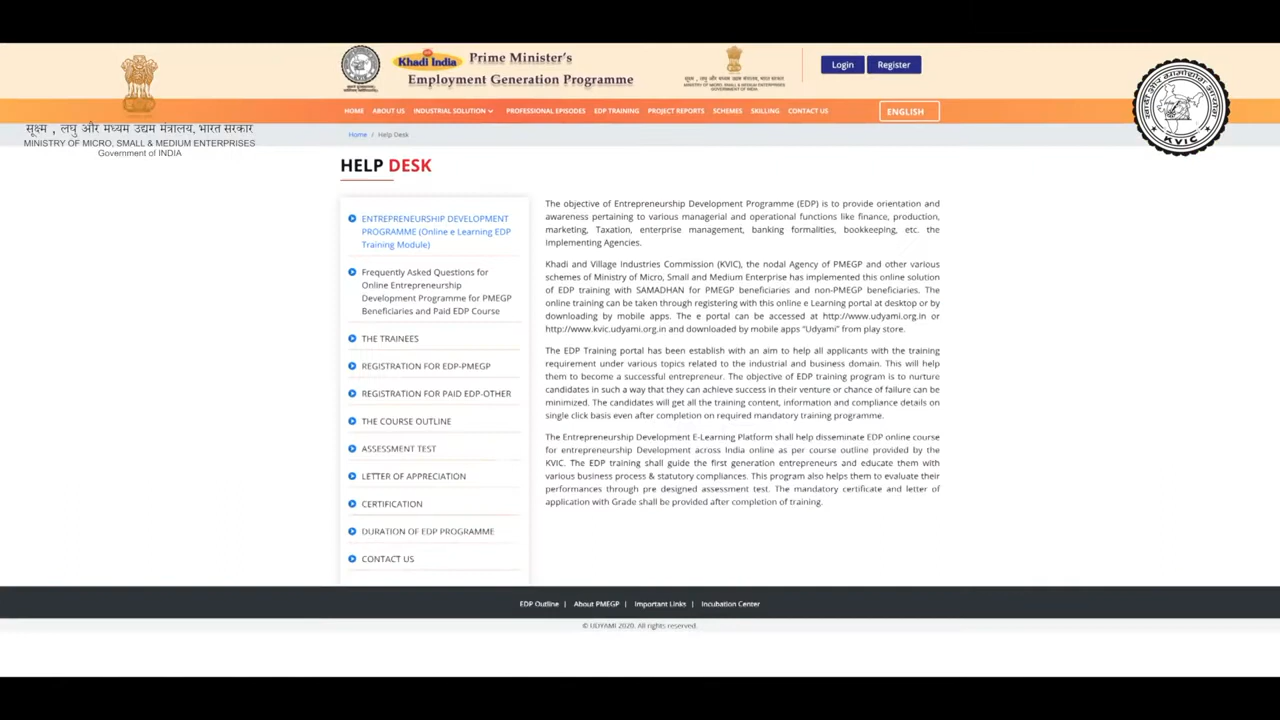 Khadi India
Prime Minister's
Employment Generation Programme
सूक्ष्म, लघु और मध्यम उद्यम मंत्रालय, भारत सरकार
MINISTRY OF MICRO, SMALL & MEDIUM ENTERPRISES
GOVERNMENT OF INDIA
Login
Register
HOME ABOUT US INDUSTRIAL SOLUTION PROFESSIONAL EPISODES EDP TRAINING PROJECT REPORTS SCHEMES SKILLING CONTACT US
ENGLISH
KVIC
सूक्ष्म , लघु और मध्यम उद्यम मंत्रालय, भारत सरकार
MINISTRY OF MICRO, SMALL & MEDIUM ENTERPRISES
Government of INDIA
Home / Help Desk
HELP DESK
ENTREPRENEURSHIP DEVELOPMENT
PROGRAMME (Online e Learning EDP
Training Module)
Frequently Asked Questions for
Online Entrepreneurship
Development Programme for PMEGP
Beneficiaries and Paid EDP Course
THE TRAINEES
REGISTRATION FOR EDP-PMEGP
REGISTRATION FOR PAID EDP-OTHER
THE COURSE OUTLINE
ASSESSMENT TEST
LETTER OF APPRECIATION
CERTIFICATION
DURATION OF EDP PROGRAMME
CONTACT US
The objective of Entrepreneurship Development Programme (EDP) is to provide orientation and
awareness pertaining to various managerial and operational functions like finance, production,
marketing, Taxation, enterprise management, banking formalities, bookkeeping, etc. the
Implementing Agencies.
Khadi and Village Industries Commission (KVIC), the nodal Agency of PMEGP and other various
schemes of Ministry of Micro, Small and Medium Enterprise has implemented this online solution
of EDP training with SAMADHAN for PMEGP beneficiaries and non-PMEGP beneficiaries. The
online training can be taken through registering with this online e Learning portal at desktop or by
downloading by mobile apps. The e portal can be accessed at http://www.udyami.org.in or
http://www.kvic.udyami.org.in and downloaded by mobile apps “Udyami” from play store.
The EDP Training portal has been establish with an aim to help all applicants with the training
requirement under various topics related to the industrial and business domain. This will help
them to become a successful entrepreneur. The objective of EDP training program is to nurture
candidates in such a way that they can achieve success in their venture or chance of failure can be
minimized. The candidates will get all the training content, information and compliance details on
single click basis even after completion on required mandatory training programme.
The Entrepreneurship Development E-Learning Platform shall help disseminate EDP online course
for entrepreneurship Development across India online as per course outline provided by the
KVIC. The EDP training shall guide the first generation entrepreneurs and educate them with
various business process & statutory compliances. This program also helps them to evaluate their
performances through pre designed assessment test. The mandatory certificate and letter of
application with Grade shall be provided after completion of training.
EDP Outline | About PMEGP | Important Links | Incubation Center
© UDYAMI 2020. All rights reserved.